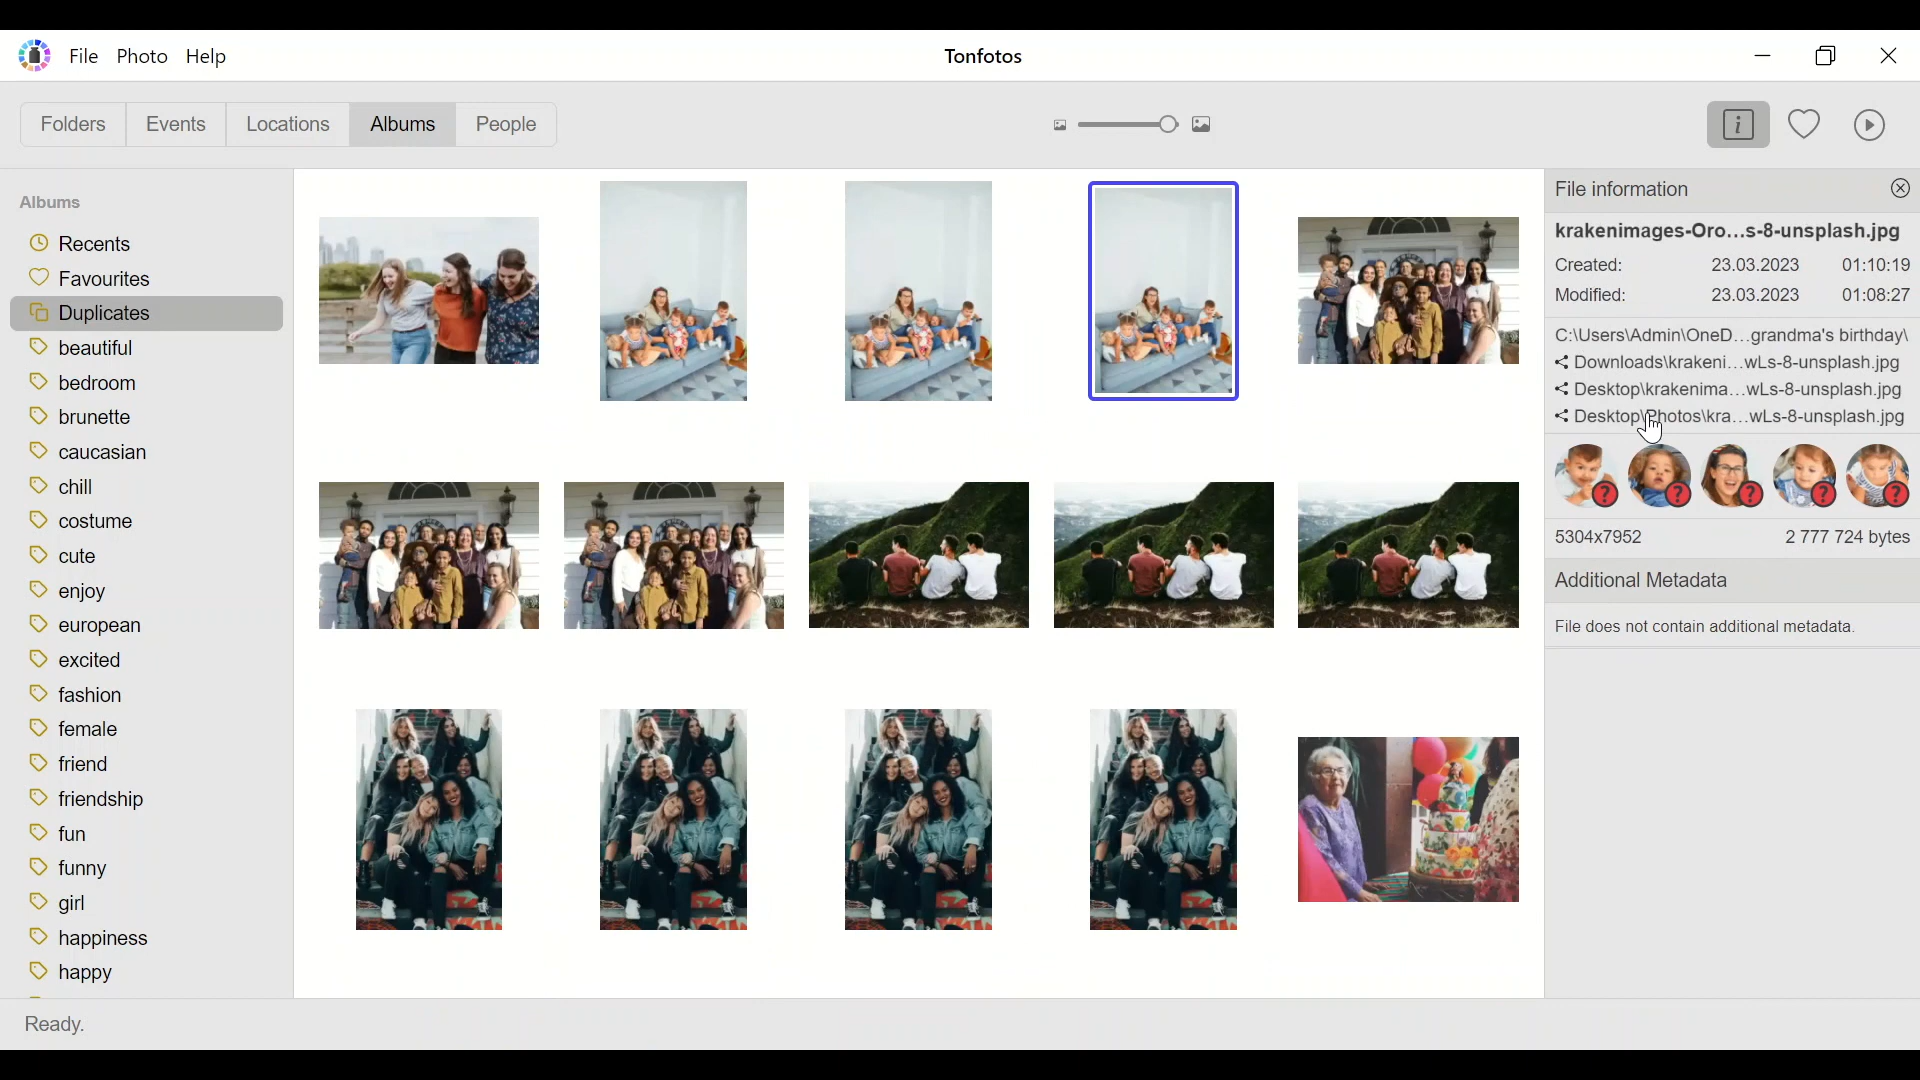 File Photo Help Tonfotos
Folders Events Locations Albums People
Albums
Recents
Favourites
Duplicates
beautiful
bedroom
brunette
caucasian
chill
costume
cute
enjoy
european
excited
fashion
female
friend
friendship
fun
funny
girl
happiness
happy
File information
krakenimages-Oro...s-8-unsplash.jpg
Created: 23.03.2023 01:10:19
Modified: 23.03.2023 01:08:27
C:\Users\Admin\OneD...grandma's birthday\
Downloads\krakeni...wLs-8-unsplash.jpg
Desktop\krakenima...wLs-8-unsplash.jpg
Desktop\Photos\kra...wLs-8-unsplash.jpg
? ? ? ? ?
5304x7952 2 777 724 bytes
Additional Metadata
File does not contain additional metadata.
Ready.